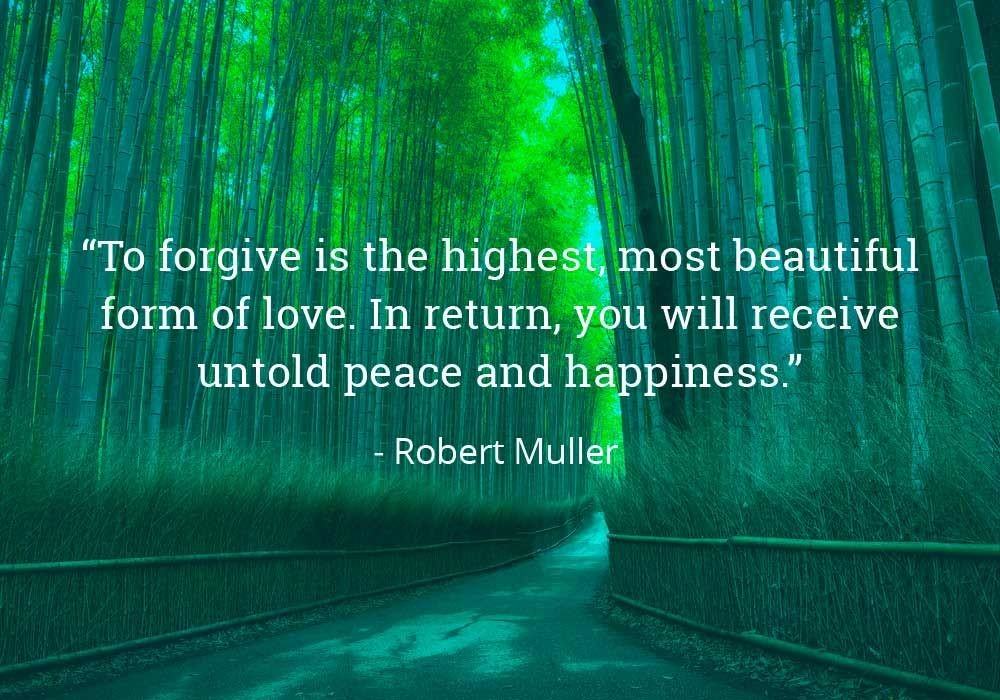 “To forgive is the highest, most beautiful
form of love. In return, you will receive
untold peace and happiness.”
- Robert Muller